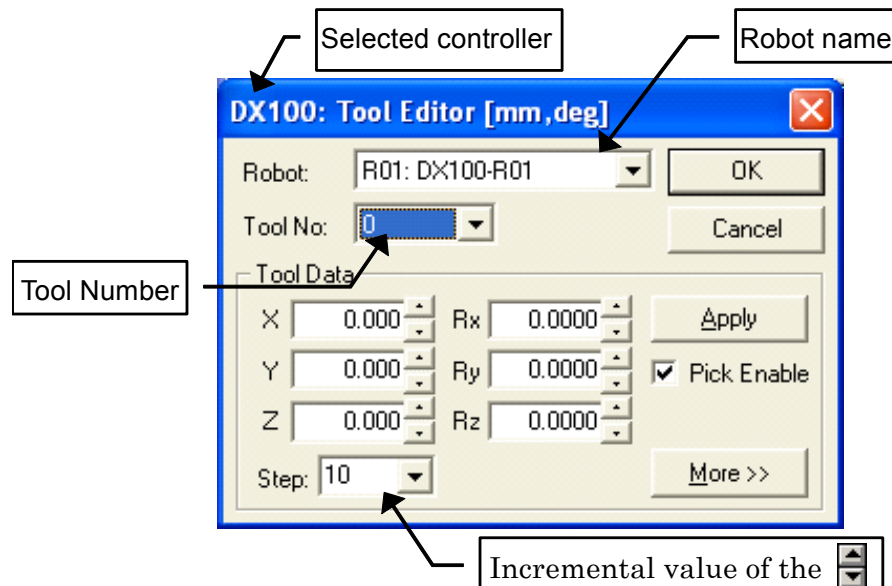 Selected controller
Robot name
DX100: Tool Editor [mm,deg]
Robot: R01: DX100-R01 OK
Tool No: 0 Cancel
Tool Number
Tool Data
X 0.000 Rx 0.0000 Apply
Y 0.000 Ry 0.0000 Pick Enable
Z 0.000 Rz 0.0000
Step: 10 More >>
Incremental value of the